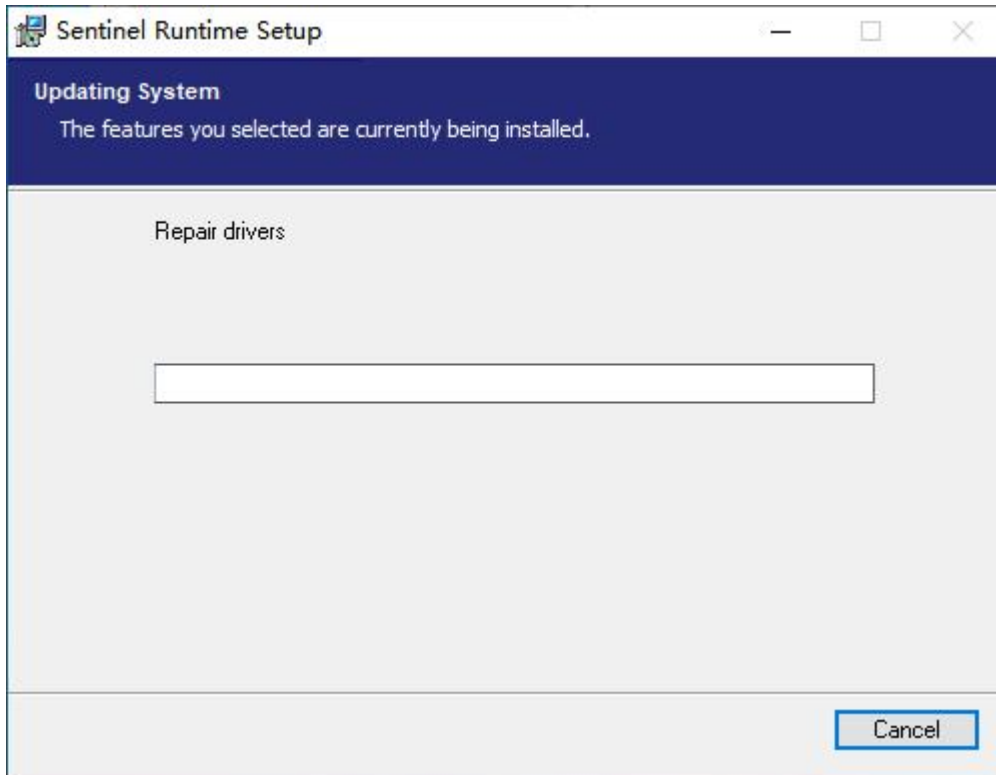 Sentinel Runtime Setup
Updating System
The features you selected are currently being installed.
Repair drivers
Cancel